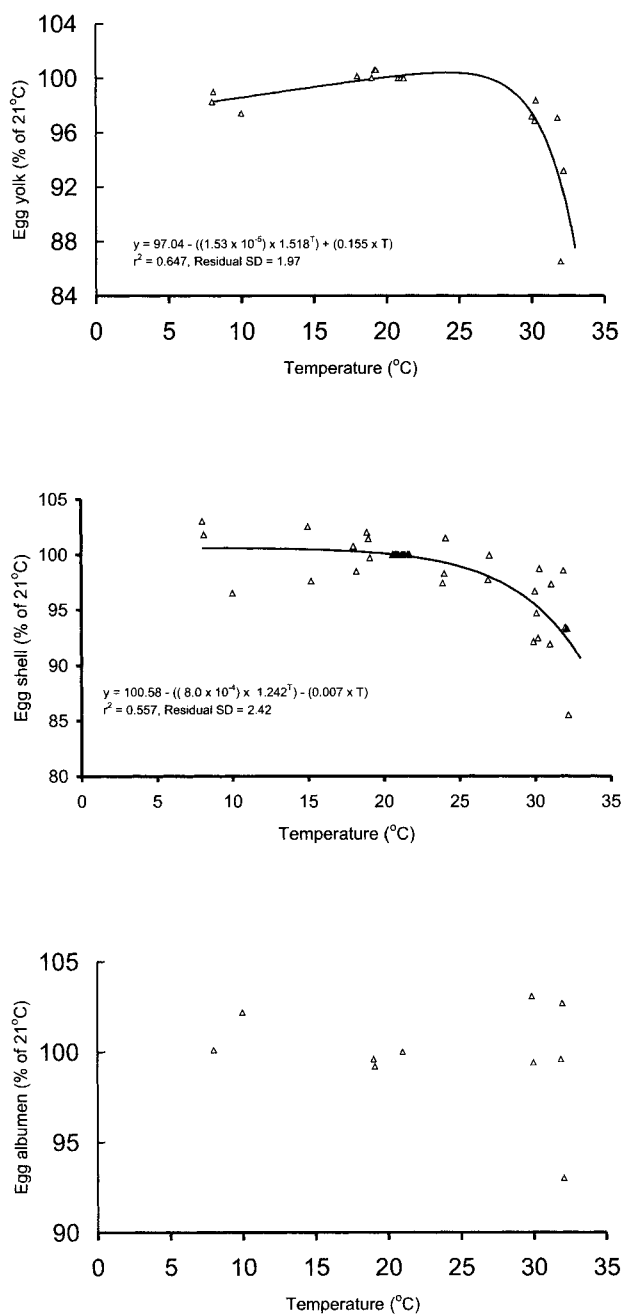 Egg yolk (% of 21°C)
104
100
96
92
88
84
y = 97.04 - ((1.53 x 10⁻⁵) x 1.518ᵀ) + (0.155 x T)
r² = 0.647, Residual SD = 1.97
0 5 10 15 20 25 30 35
Temperature (°C)
Egg shell (% of 21°C)
105
100
95
90
85
80
y = 100.58 - (( 8.0 x 10⁻⁴) x 1.242ᵀ) - (0.007 x T)
r² = 0.557, Residual SD = 2.42
0 5 10 15 20 25 30 35
Temperature (°C)
Egg albumen (% of 21°C)
105
100
95
90
0 5 10 15 20 25 30 35
Temperature (°C)